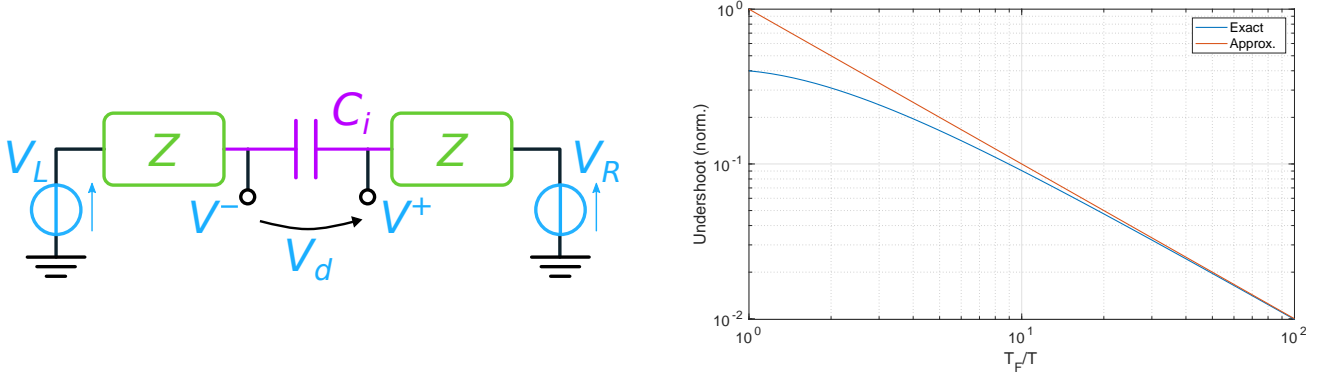 C_i
Z
Z
V_L
V_R
V^-
V^+
V_d
10^0
Exact
Approx.
Undershoot (norm.)
10^-1
10^-2
10^0
10^1
10^2
T_F/T